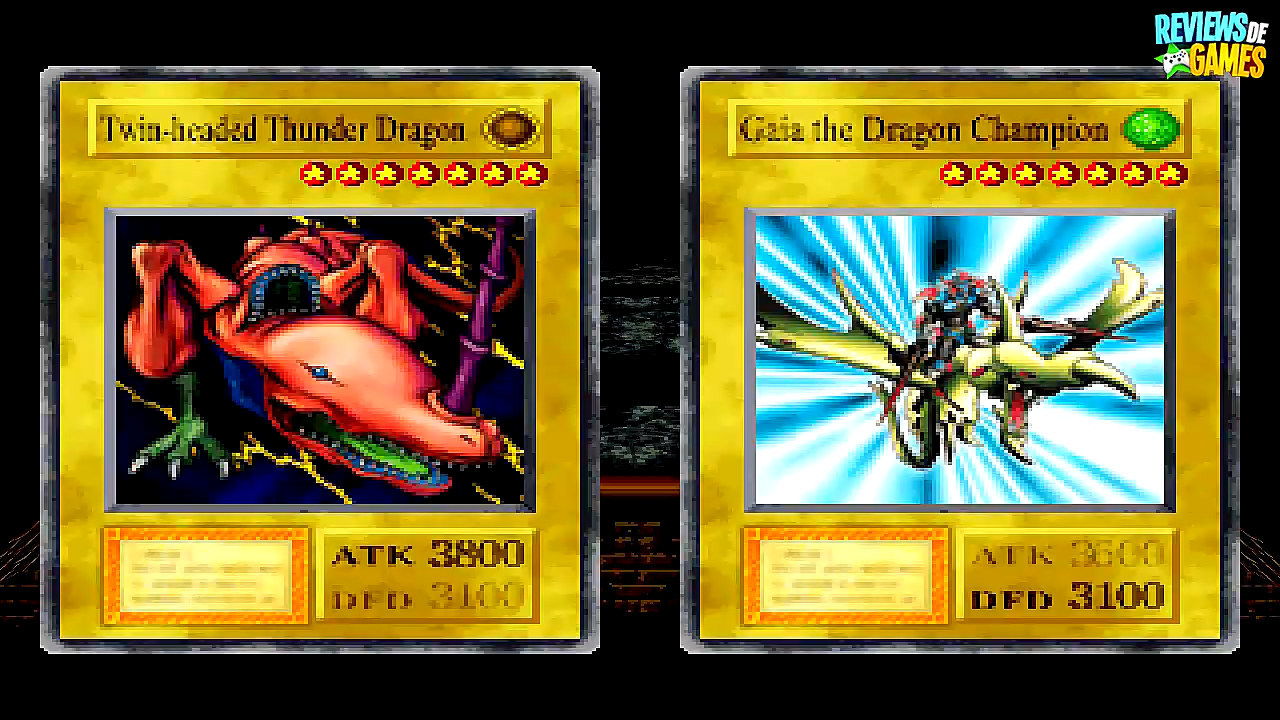 REVIEWS DE
GAMES
Twin-headed Thunder Dragon
ATK 3800
DFD 3100
Gaia the Dragon Champion
ATK 3600
DFD 3100